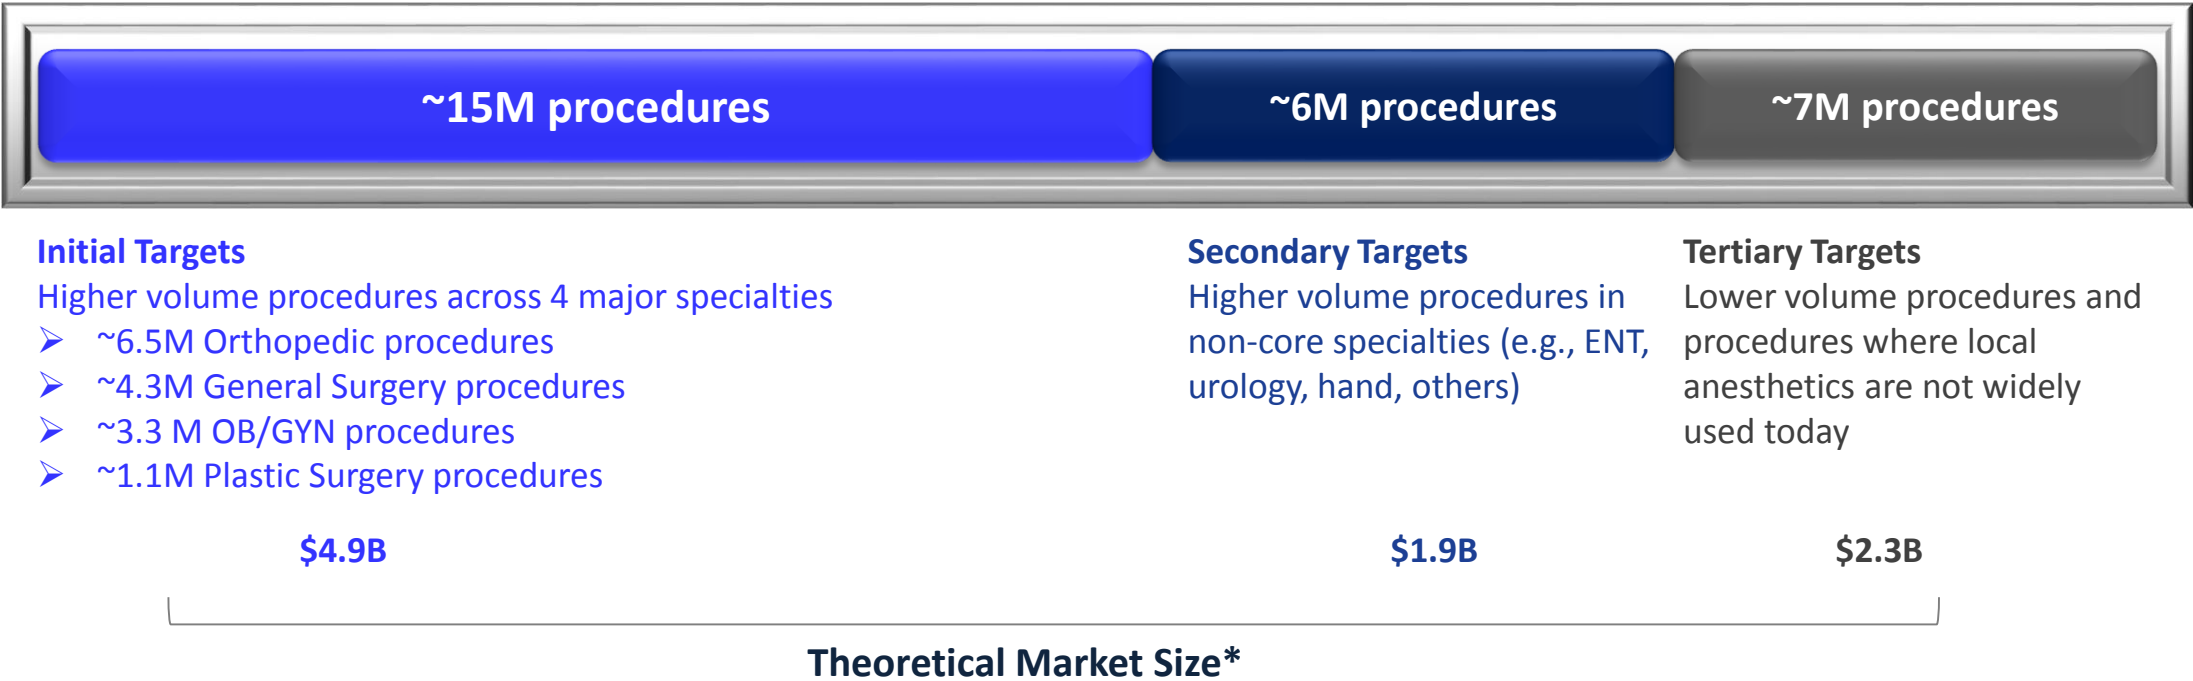 ~15M procedures
~6M procedures
~7M procedures
Initial Targets
Higher volume procedures across 4 major specialties
➢ ~6.5M Orthopedic procedures
➢ ~4.3M General Surgery procedures
➢ ~3.3 M OB/GYN procedures
➢ ~1.1M Plastic Surgery procedures
$4.9B
Secondary Targets
Higher volume procedures in
non-core specialties (e.g., ENT,
urology, hand, others)
$1.9B
Tertiary Targets
Lower volume procedures and
procedures where local
anesthetics are not widely
used today
$2.3B
Theoretical Market Size*